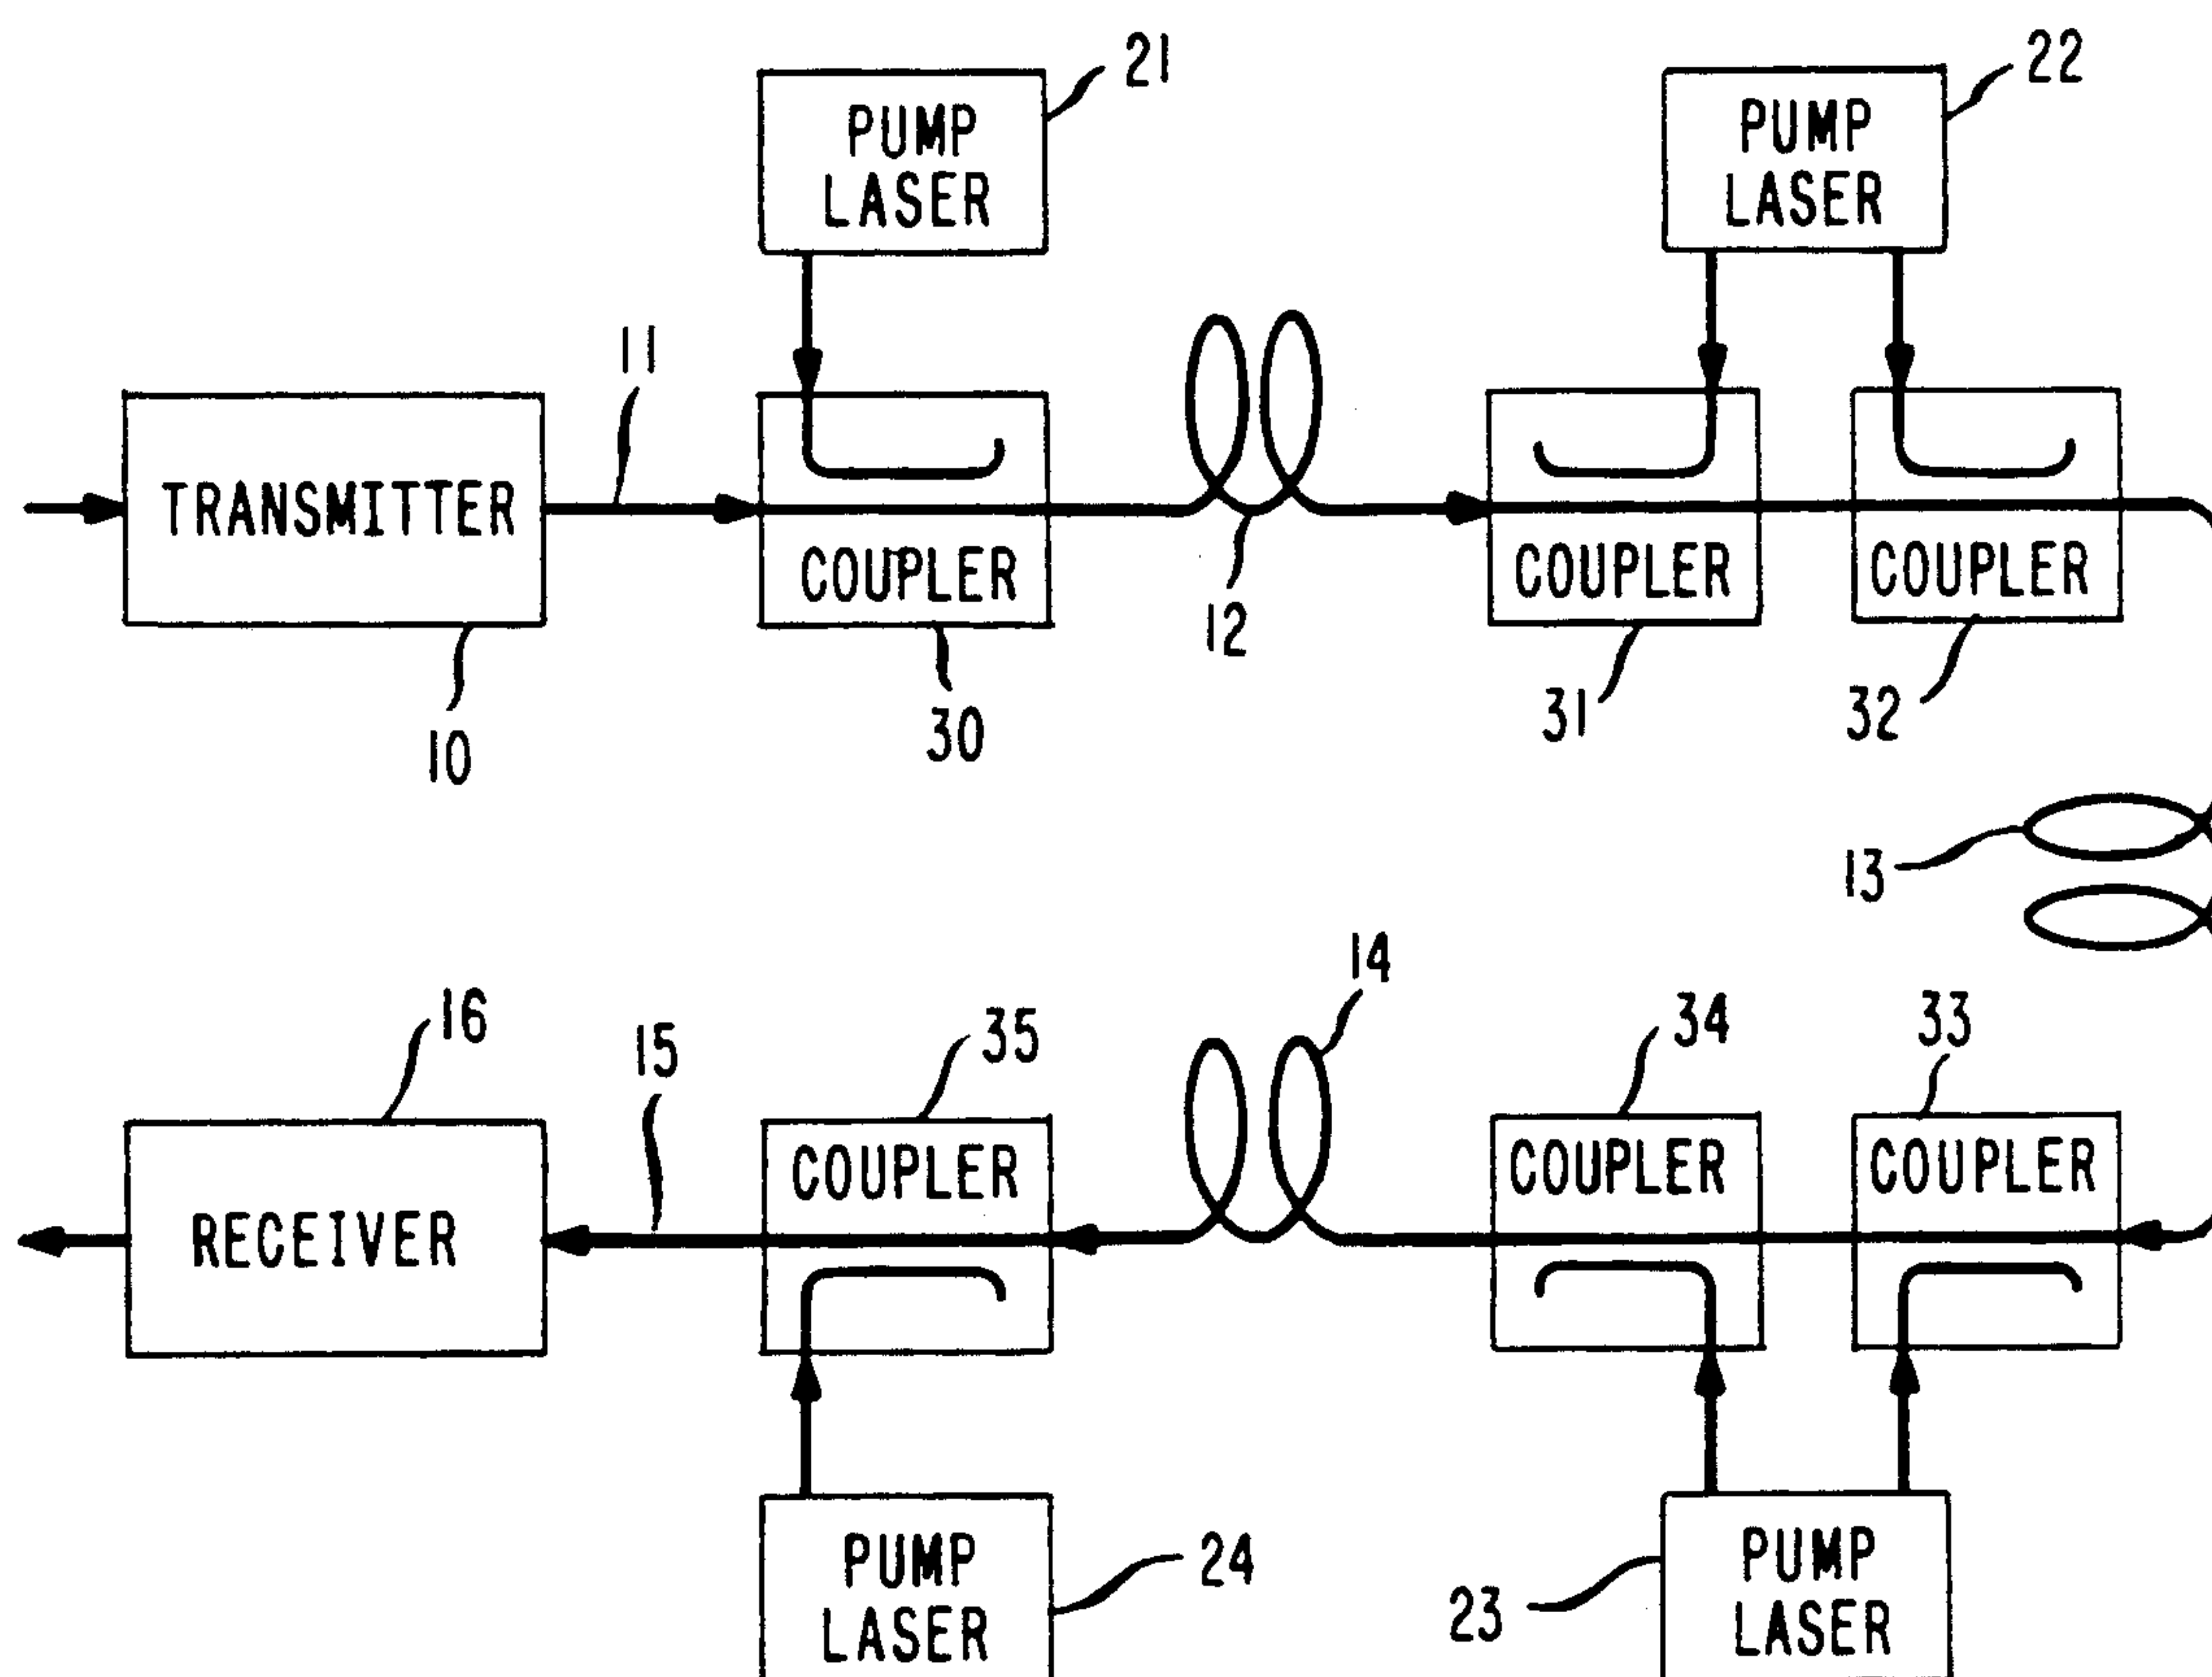 21
22
PUMP
LASER
PUMP
LASER
11
TRANSMITTER
COUPLER
COUPLER
COUPLER
12
10
30
31
32
13
14
16
15
35
34
33
COUPLER
COUPLER
COUPLER
RECEIVER
PUMP
LASER
24
23
PUMP
LASER